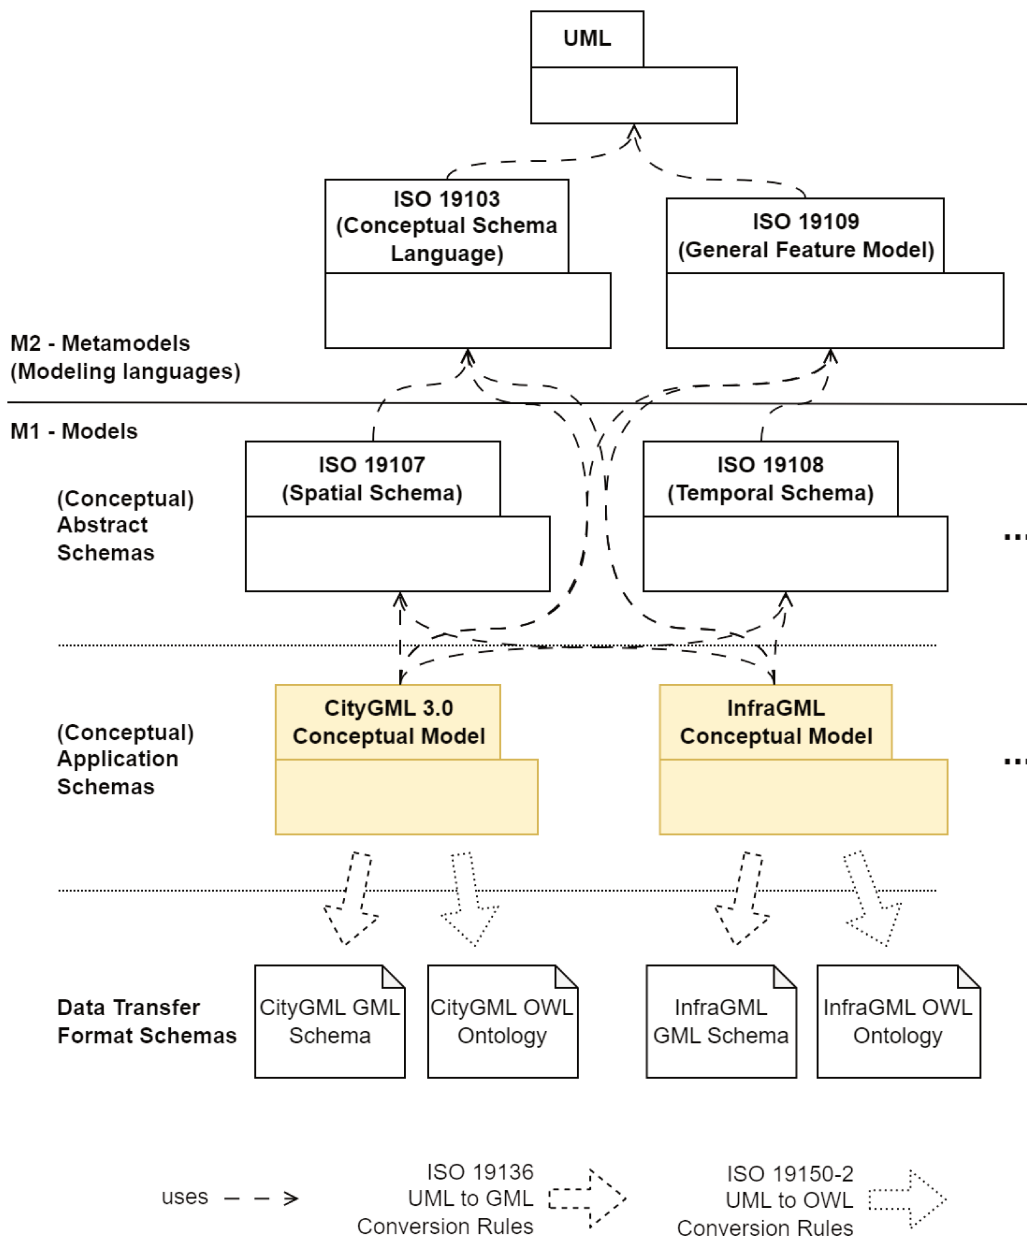 UML
ISO 19103
(Conceptual Schema
Language)
ISO 19109
(General Feature Model)
M2 - Metamodels
(Modeling languages)
M1 - Models
ISO 19107
(Spatial Schema)
ISO 19108
(Temporal Schema)
(Conceptual)
Abstract
Schemas
...
CityGML 3.0
Conceptual Model
InfraGML
Conceptual Model
(Conceptual)
Application
Schemas
...
Data Transfer
Format Schemas
CityGML GML
Schema
CityGML OWL
Ontology
InfraGML
GML Schema
InfraGML OWL
Ontology
uses
ISO 19136
UML to GML
Conversion Rules
ISO 19150-2
UML to OWL
Conversion Rules